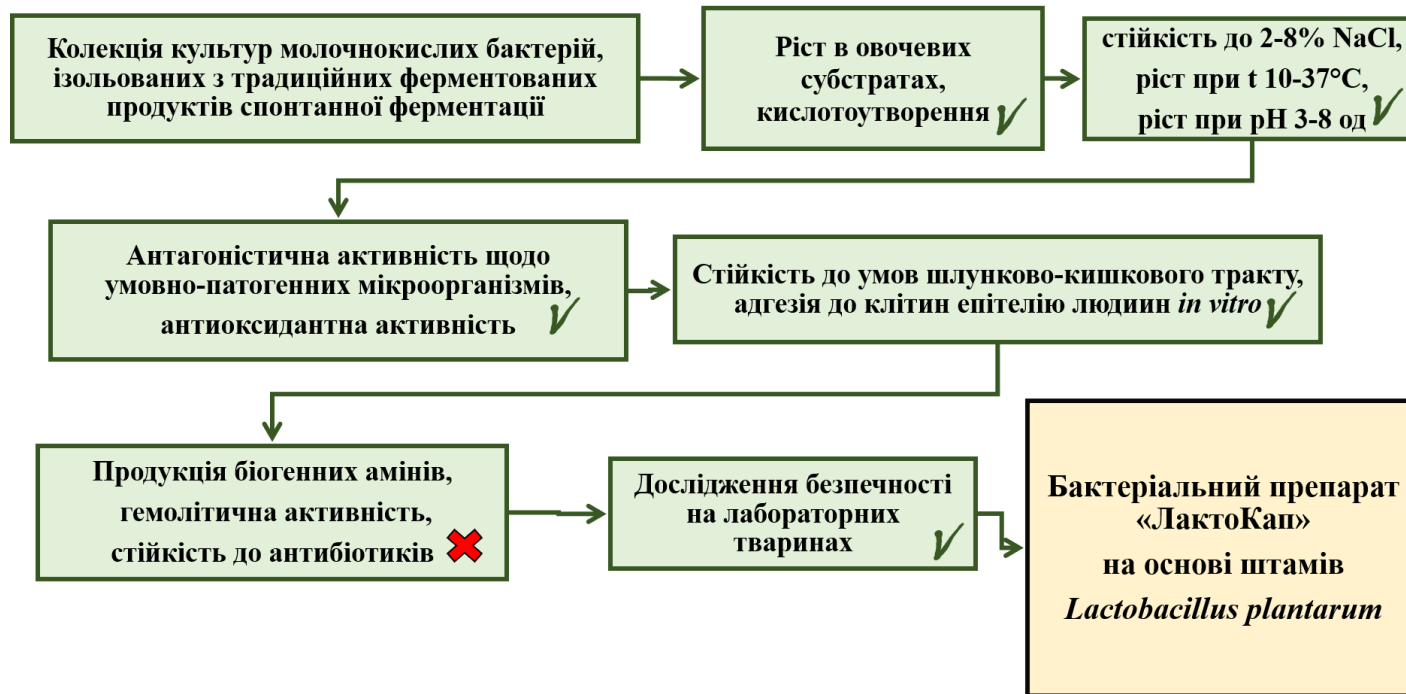 Колекція культур молочнокислих бактерій,
ізольованих з традиційних ферментованих
продуктів спонтанної ферментації
Ріст в овочевих
субстратах,
кислотоутворення
стійкість до 2-8% NaCl,
ріст при t 10-37°C,
ріст при pH 3-8 од
Антагоністична активність щодо
умовно-патогенних мікроорганізмів,
антиоксидантна активність
Стійкість до умов шлунково-кишкового тракту,
адгезія до клітин епітелію людиин in vitro
Продукція біогенних амінів,
гемолітична активність,
стійкість до антибіотиків
Дослідження безпечності
на лабораторних
тваринах
Бактеріальний препарат
«ЛактоКап»
на основі штамів
Lactobacillus plantarum